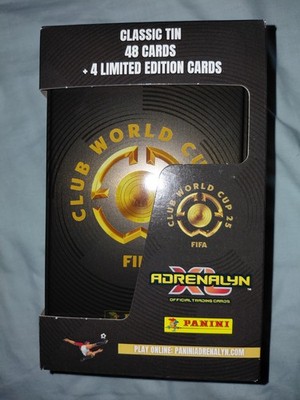 CLASSIC TIN
48 CARDS
+ 4 LIMITED EDITION CARDS
CLUB WORLD CUP
FIFA
CLUB WORLD CUP 25
FIFA
ADRENALYN
XL
OFFICIAL TRADING CARDS
PANINI
PLAY ONLINE: PANINIADRENALYN.COM